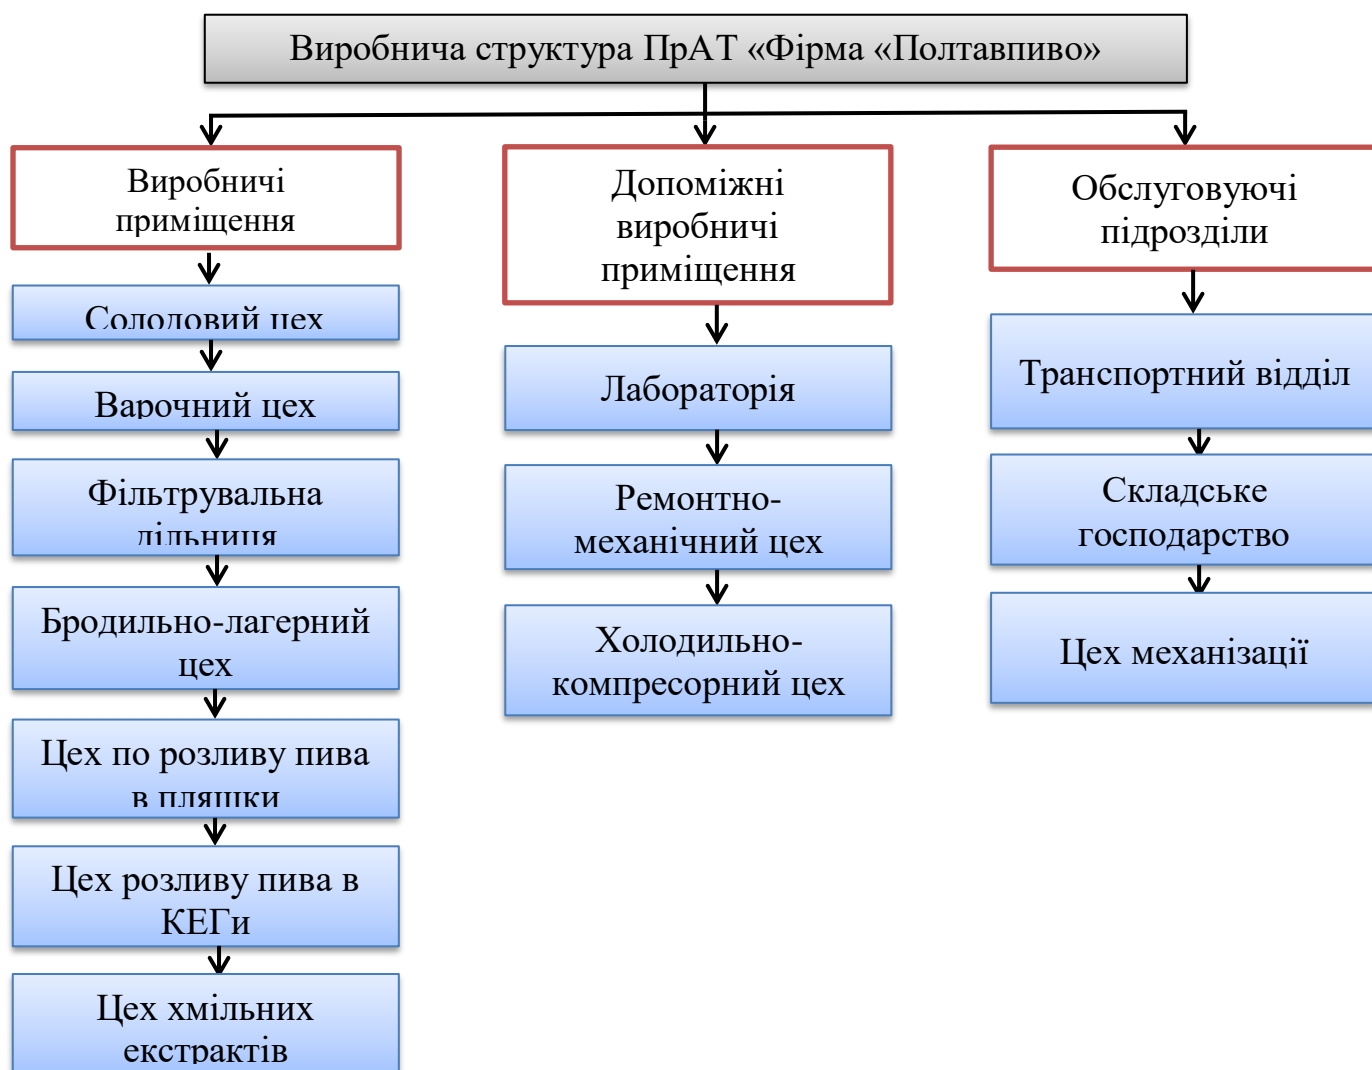 Виробнича структура ПрАТ «Фірма «Полтавпиво»
Виробничі
приміщення
Солодовий цех
Варочний цех
Фільтрувальна
дільниця
Бродильно-лагерний
цех
Цех по розливу пива
в пляшки
Цех розливу пива в
КЕГи
Цех хмільних
екстрактів
Допоміжні
виробничі
приміщення
Лабораторія
Ремонтно-
механічний цех
Холодильно-
компресорний цех
Обслуговуючі
підрозділи
Транспортний відділ
Складське
господарство
Цех механізації